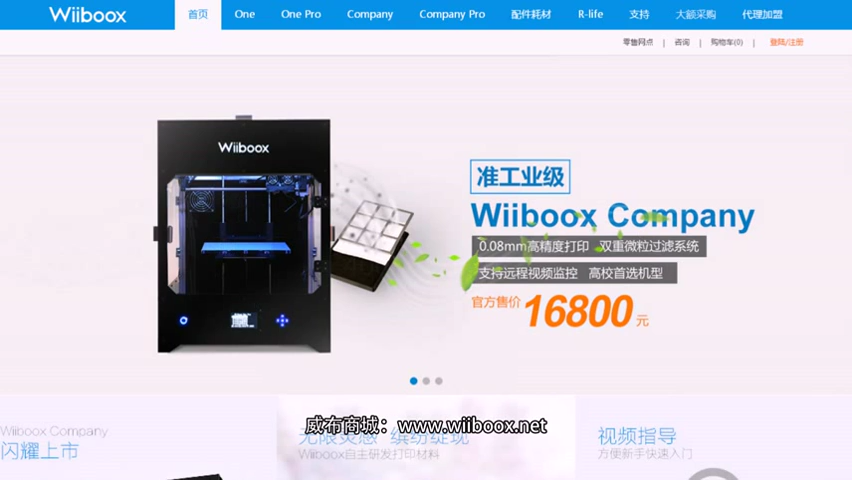 Wiiboox 首页 One One Pro Company Company Pro 配件耗材 R-life 支持 大额采购 代理加盟
零售网点 | 咨询 | 购物车(0) | 登陆/注册
Wiiboox
准工业级
Wiiboox Company
0.08mm高精度打印 双重微粒过滤系统
支持远程视频监控 高校首选机型
官方售价 16800 元
Wiiboox Company
闪耀上市
无限灵感 缤纷绽现
Wiiboox自主研发打印材料
威布商城：www.wiiboox.net
视频指导
方便新手快速入门